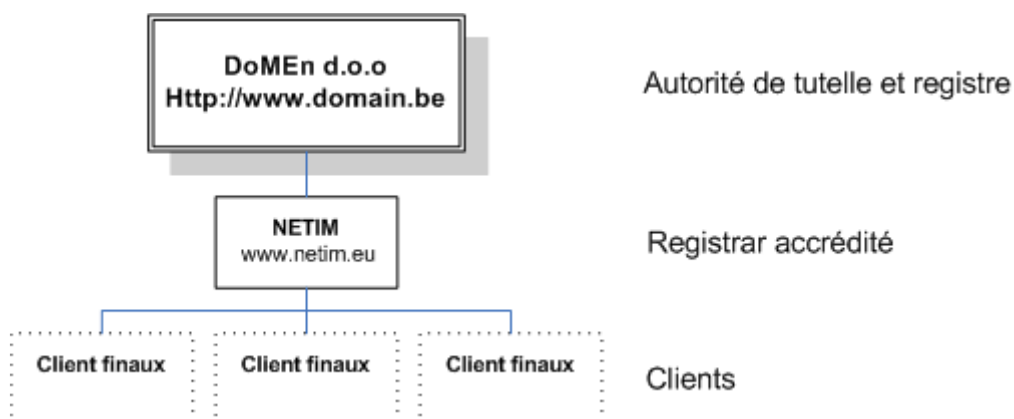 DoMEn d.o.o
Http://www.domain.be
Autorité de tutelle et registre
NETIM
www.netim.eu
Registrar accrédité
Client finaux
Client finaux
Client finaux
Clients